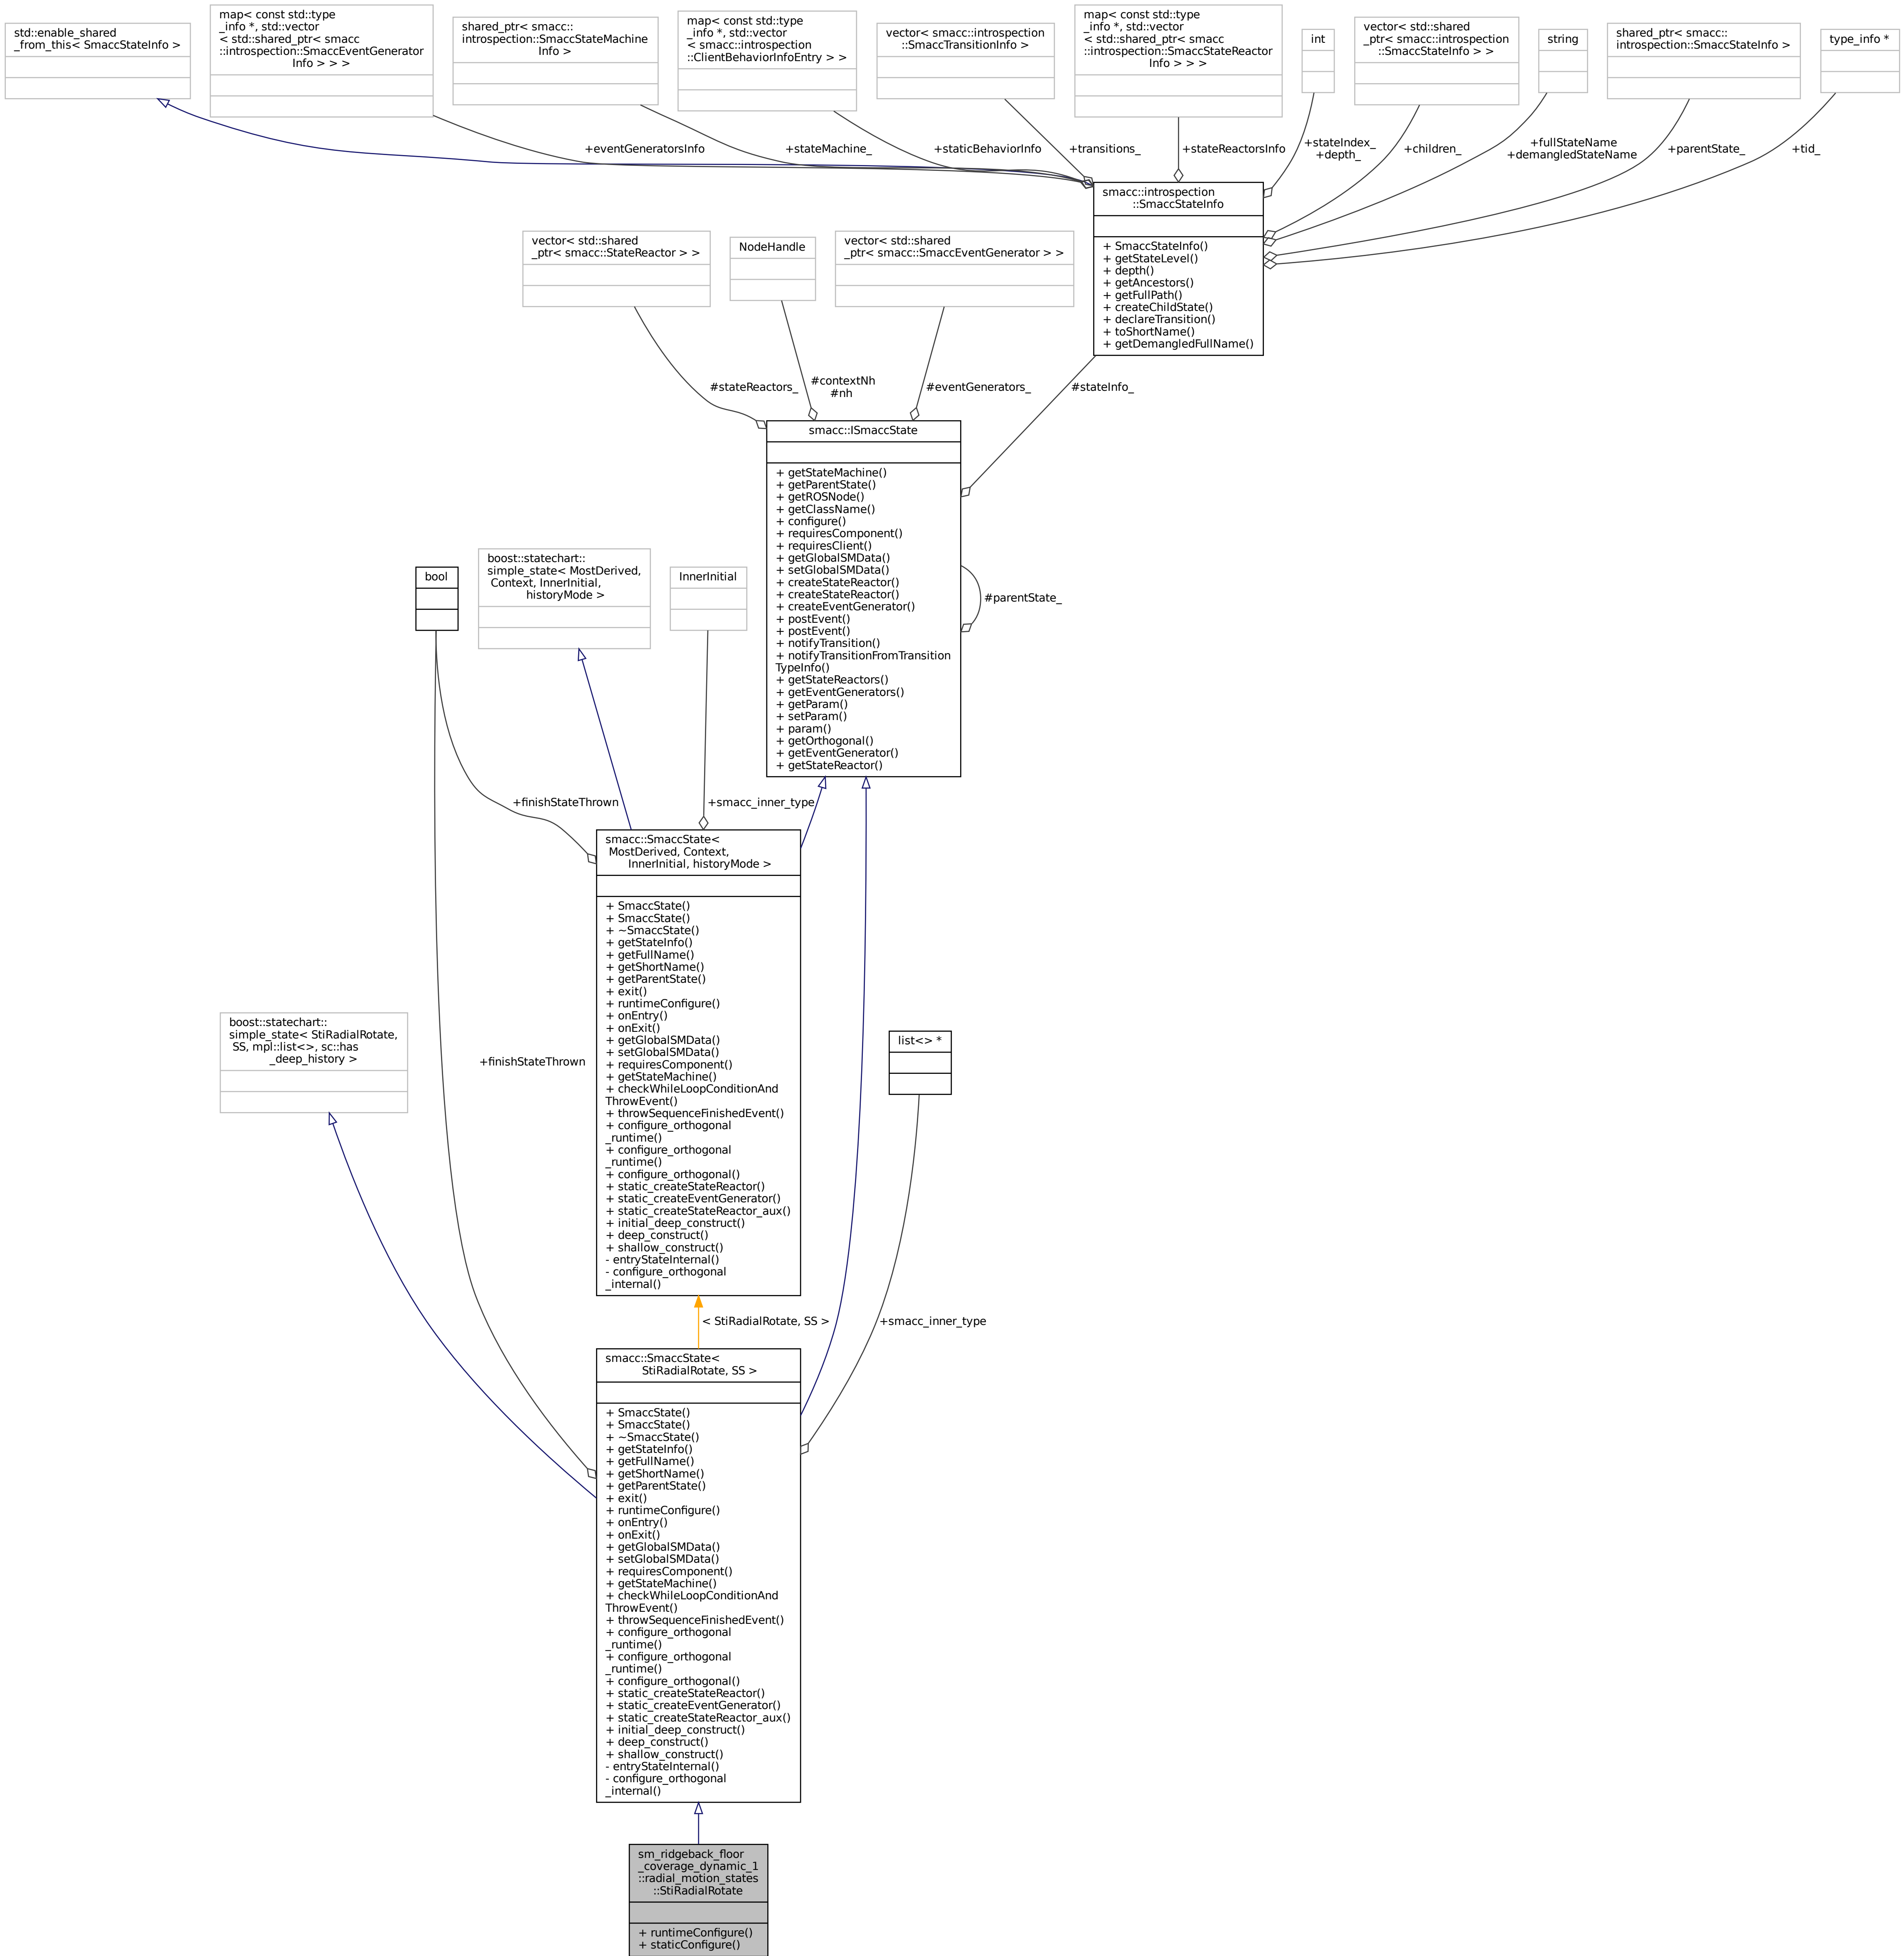 std::enable_shared
_from_this< SmaccStateInfo >
map< const std::type
_info *, std::vector
< std::shared_ptr< smacc
::introspection::SmaccEventGenerator
Info > > >
shared_ptr< smacc::
introspection::SmaccStateMachine
Info >
map< const std::type
_info *, std::vector
< smacc::introspection
::ClientBehaviorInfoEntry > >
vector< smacc::introspection
::SmaccTransitionInfo >
map< const std::type
_info *, std::vector
< std::shared_ptr< smacc
::introspection::SmaccStateReactor
Info > > >
int
vector< std::shared
_ptr< smacc::introspection
::SmaccStateInfo > >
string
shared_ptr< smacc::
introspection::SmaccStateInfo >
type_info *
+eventGeneratorsInfo
+stateMachine_
+staticBehaviorInfo
+transitions_
+stateReactorsInfo
+stateIndex_
+depth_
+children_
+fullStateName
+demangledStateName
+parentState_
+tid_
smacc::introspection
::SmaccStateInfo
+ SmaccStateInfo()
+ getStateLevel()
+ depth()
+ getAncestors()
+ getFullPath()
+ createChildState()
+ declareTransition()
+ toShortName()
+ getDemangledFullName()
vector< std::shared
_ptr< smacc::StateReactor > >
NodeHandle
vector< std::shared
_ptr< smacc::SmaccEventGenerator > >
#stateReactors_
#contextNh
#nh
#eventGenerators_
#stateInfo_
smacc::ISmaccState
+ getStateMachine()
+ getParentState()
+ getROSNode()
+ getClassName()
+ configure()
+ requiresComponent()
+ requiresClient()
+ getGlobalSMData()
+ setGlobalSMData()
+ createStateReactor()
+ createStateReactor()
+ createEventGenerator()
+ postEvent()
+ postEvent()
+ notifyTransition()
+ notifyTransitionFromTransition
TypeInfo()
+ getStateReactors()
+ getEventGenerators()
+ getParam()
+ setParam()
+ param()
+ getOrthogonal()
+ getEventGenerator()
+ getStateReactor()
#parentState_
bool
boost::statechart::
simple_state< MostDerived,
Context, InnerInitial,
historyMode >
InnerInitial
+finishStateThrown
+smacc_inner_type
smacc::SmaccState<
MostDerived, Context,
InnerInitial, historyMode >
+ SmaccState()
+ SmaccState()
+ ~SmaccState()
+ getStateInfo()
+ getFullName()
+ getShortName()
+ getParentState()
+ exit()
+ runtimeConfigure()
+ onEntry()
+ onExit()
+ getGlobalSMData()
+ setGlobalSMData()
+ requiresComponent()
+ getStateMachine()
+ checkWhileLoopConditionAnd
ThrowEvent()
+ throwSequenceFinishedEvent()
+ configure_orthogonal
_runtime()
+ configure_orthogonal
_runtime()
+ configure_orthogonal()
+ static_createStateReactor()
+ static_createEventGenerator()
+ static_createStateReactor_aux()
+ initial_deep_construct()
+ deep_construct()
+ shallow_construct()
- entryStateInternal()
- configure_orthogonal
_internal()
boost::statechart::
simple_state< StiRadialRotate,
SS, mpl::list<>, sc::has
_deep_history >
+finishStateThrown
list<> *
< StiRadialRotate, SS >
+smacc_inner_type
smacc::SmaccState<
StiRadialRotate, SS >
+ SmaccState()
+ SmaccState()
+ ~SmaccState()
+ getStateInfo()
+ getFullName()
+ getShortName()
+ getParentState()
+ exit()
+ runtimeConfigure()
+ onEntry()
+ onExit()
+ getGlobalSMData()
+ setGlobalSMData()
+ requiresComponent()
+ getStateMachine()
+ checkWhileLoopConditionAnd
ThrowEvent()
+ throwSequenceFinishedEvent()
+ configure_orthogonal
_runtime()
+ configure_orthogonal
_runtime()
+ configure_orthogonal()
+ static_createStateReactor()
+ static_createEventGenerator()
+ static_createStateReactor_aux()
+ initial_deep_construct()
+ deep_construct()
+ shallow_construct()
- entryStateInternal()
- configure_orthogonal
_internal()
sm_ridgeback_floor
_coverage_dynamic_1
::radial_motion_states
::StiRadialRotate
+ runtimeConfigure()
+ staticConfigure()